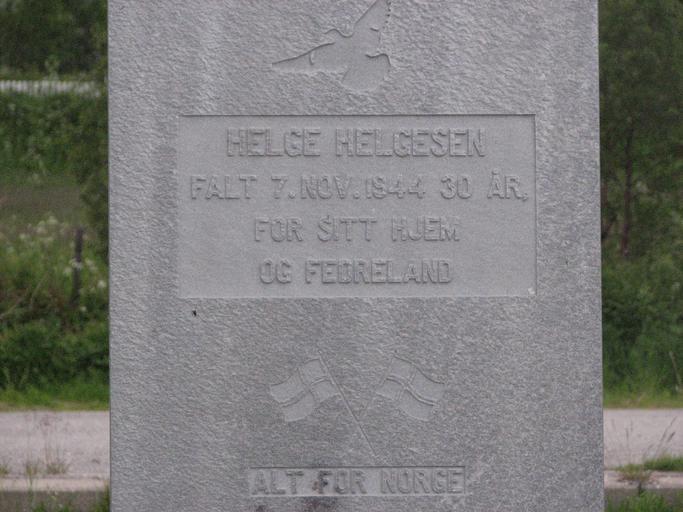 HELGE HELGESEN
FALT 7. NOV. 1944 30 ÅR,
FOR SITT HJEM
OG FEDRELAND
ALT FOR NORGE